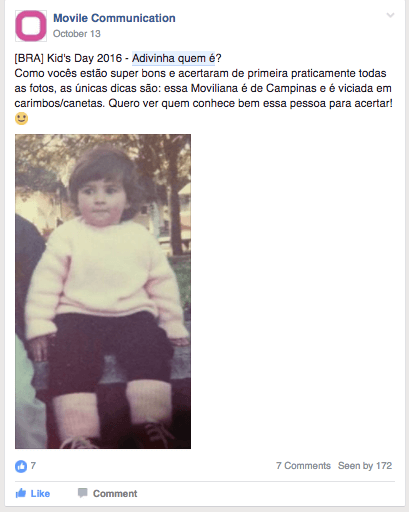 Movile Communication
October 13
[BRA] Kid's Day 2016 - Adivinha quem é?
Como vocês estão super bons e acertaram de primeira praticamente todas
as fotos, as únicas dicas são: essa Moviliana é de Campinas e é viciada em
carimbos/canetas. Quero ver quem conhece bem essa pessoa para acertar!
7
7 Comments Seen by 172
Like Comment